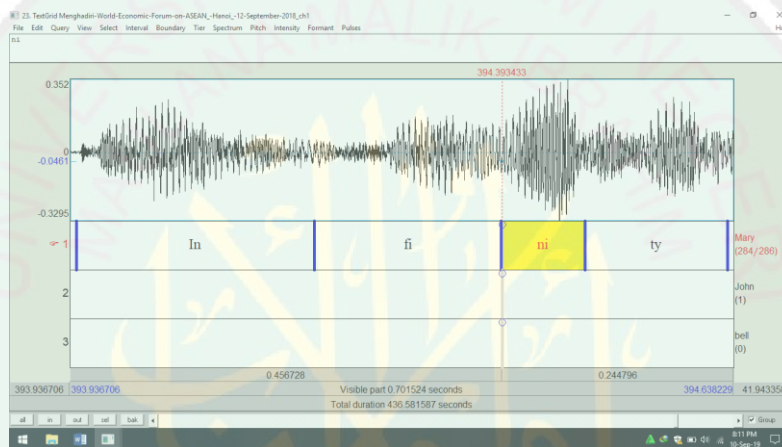 23. TextGrid Menghadiri-World-Economic-Forum-on-ASEAN_-Hanoi_-12-September-2018_ch1
File Edit Query View Select Interval Boundary Tier Spectrum Pitch Intensity Formant Pulses
ni
394.393433
0.352
0
-0.0461
-0.3295
1 In fi ni ty Mary
(284/286)
2 John
(1)
3 bell
(0)
0.456728 0.244796
393.936706 393.936706 Visible part 0.701524 seconds 394.638229 41.943358
Total duration 436.581587 seconds
all in out sel bak Group
8:11 PM
10-Sep-19